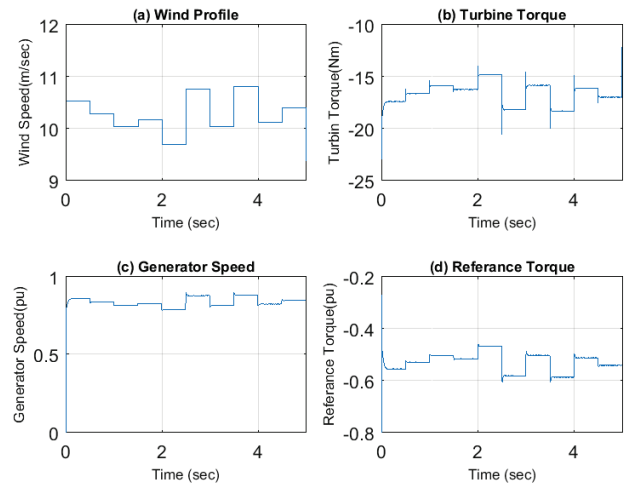 (a) Wind Profile
Wind Speed(m/sec)
12
11
10
9
0
2
4
Time (sec)
(b) Turbine Torque
Turbin Torque(Nm)
-10
-15
-20
-25
0
2
4
Time (sec)
(c) Generator Speed
Generator Speed(pu)
1
0.5
0
0
2
4
Time (sec)
(d) Referance Torque
Referance Torque(pu)
-0.2
-0.4
-0.6
-0.8
0
2
4
Time (sec)